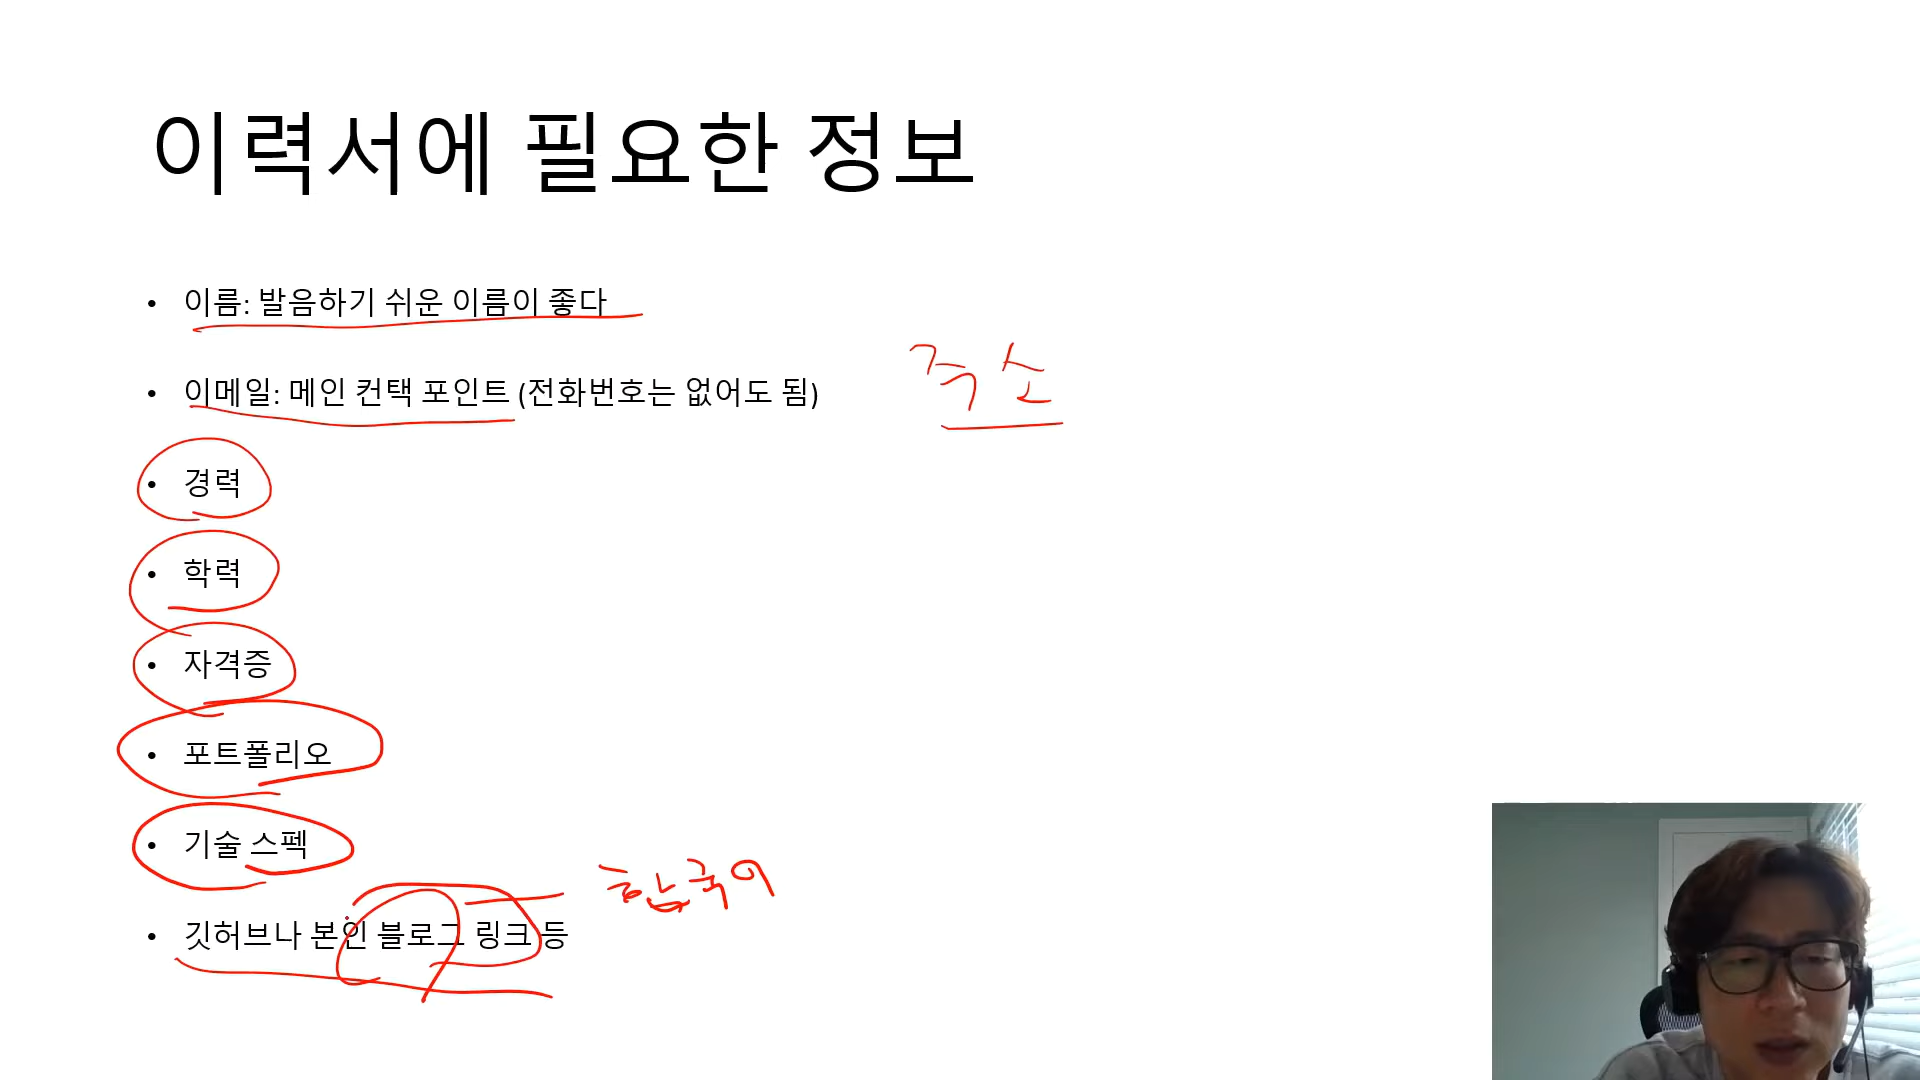 이력서에 필요한 정보
• 이름: 발음하기 쉬운 이름이 좋다
• 이메일: 메인 컨택 포인트 (전화번호는 없어도 됨)
주소
• 경력
• 학력
• 자격증
• 포트폴리오
• 기술 스펙
한국어
• 깃허브나 본인 블로그 링크 등